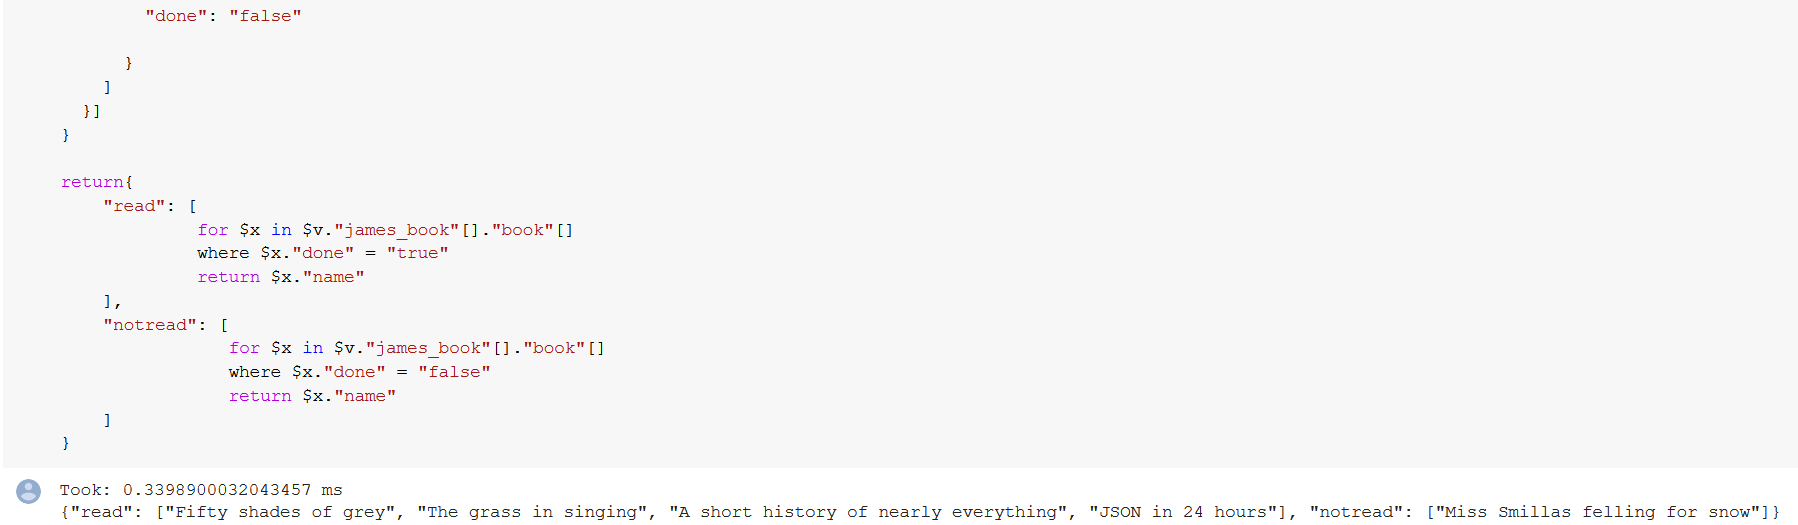 "done": "false"
}
]
}]
}
return{
"read": [
for $x in $v."james_book"[]."book"[]
where $x."done" = "true"
return $x."name"
],
"notread": [
for $x in $v."james_book"[]."book"[]
where $x."done" = "false"
return $x."name"
]
}
Took: 0.3398900032043457 ms
{"read": ["Fifty shades of grey", "The grass in singing", "A short history of nearly everything", "JSON in 24 hours"], "notread": ["Miss Smillas felling for snow"]}